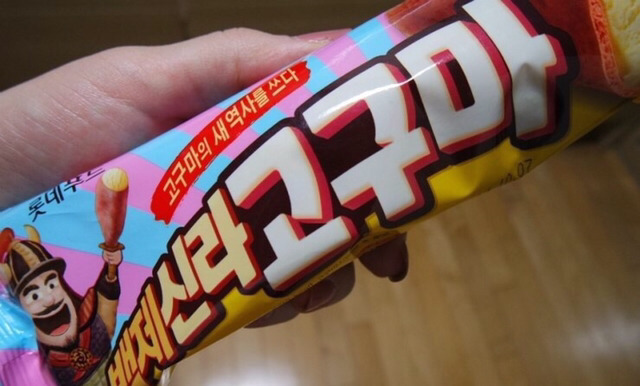 롯데푸드
고구마의 새 역사를 쓰다
백제신라고구마